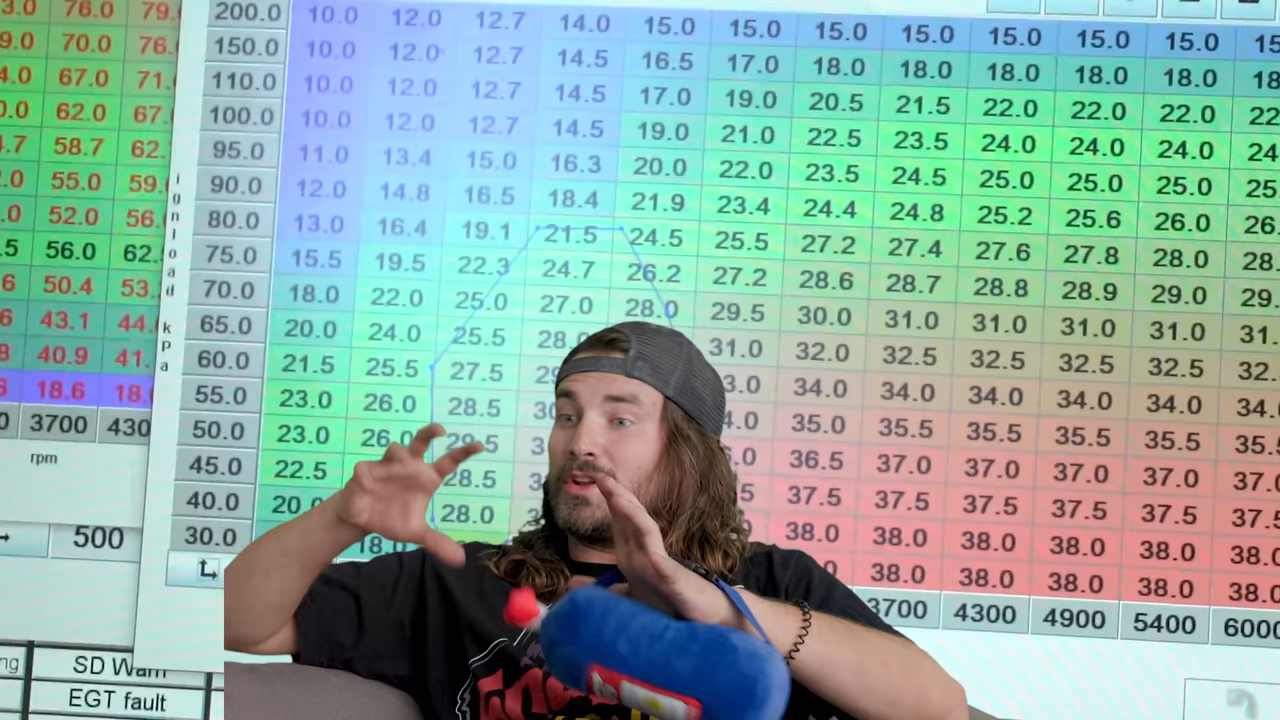 3.0 76.0 79.
9.0 70.0 76.
4.0 67.0 71.
0.0 62.0 67.
4.7 58.7 62.
2.0 55.0 59.
.0 52.0 56.
.5 56.0 62.
6 50.4 53.
6 43.1 44.
8 40.9 41.
18.6 18.
0 3700 430
rpm
500
ignload kPa
200.0 10.0 12.0 12.7 14.0 15.0 15.0 15.0 15.0 15.0 15.0 15.0 15
150.0 10.0 12.0 12.7 14.5 16.5 17.0 18.0 18.0 18.0 18.0 18.0 18
110.0 10.0 12.0 12.7 14.5 17.0 19.0 20.5 21.5 22.0 22.0 22.0 22
100.0 10.0 12.0 12.7 14.5 19.0 21.0 22.5 23.5 24.0 24.0 24.0 24
95.0 11.0 13.4 15.0 16.3 20.0 22.0 23.5 24.5 25.0 25.0 25.0 25
90.0 12.0 14.8 16.5 18.4 21.9 23.4 24.4 24.8 25.2 25.6 26.0 26
80.0 13.0 16.4 19.1 21.5 24.5 25.5 27.2 27.4 27.6 27.8 28.0 28.
75.0 15.5 19.5 22.3 24.7 26.2 27.2 28.6 28.7 28.8 28.9 29.0 29.
70.0 18.0 22.0 25.0 27.0 28.0 29.5 30.0 31.0 31.0 31.0 31.0 31.
65.0 20.0 24.0 25.5 28. 31.0 32.0 32.5 32.5 32.5 32.5 32.
60.0 21.5 25.5 27.5 3.0 34.0 34.0 34.0 34.0 34.0 34.
55.0 23.0 26.0 28.5 4.0 35.0 35.5 35.5 35.5 35.5 35.5
50.0 23.0 26.0 29.5 36.5 37.0 37.0 37.0 37.0 37.0
45.0 22.5 28.5 37.5 37.5 37.5 37.5 37.5 37.5
40.0 20.0 28.0 38.0 38.0 38.0 38.0 38.0 38.0
30.0 18.0 38.0 38.0 38.0 38.0 38.0
3700 4300 4900 5400 6000
SD Warn
EGT fault